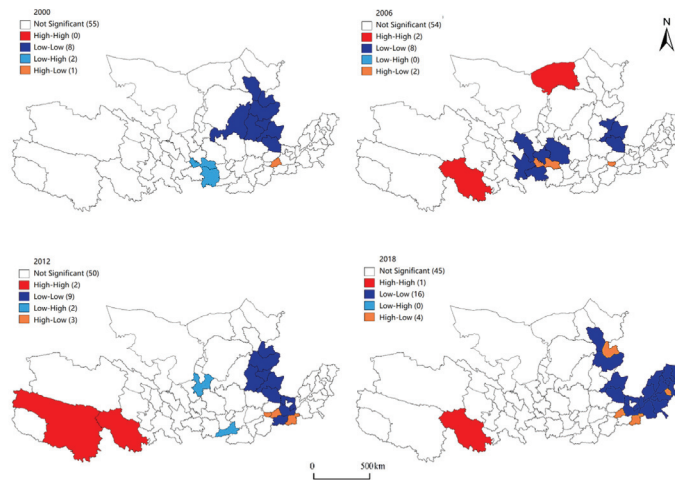 2000
Not Significant (55)
High-High (0)
Low-Low (8)
Low-High (2)
High-Low (1)
2006
Not Significant (54)
High-High (2)
Low-Low (8)
Low-High (0)
High-Low (2)
N
2012
Not Significant (50)
High-High (2)
Low-Low (9)
Low-High (2)
High-Low (3)
2018
Not Significant (45)
High-High (1)
Low-Low (16)
Low-High (0)
High-Low (4)
0 500km